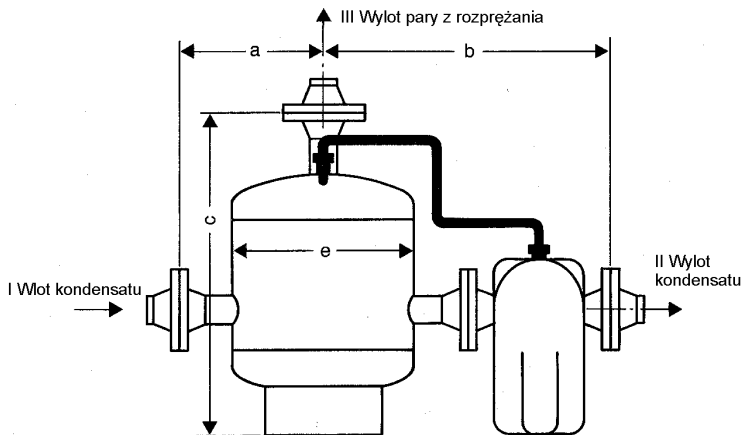 III Wylot pary z rozprężania
a
b
c
e
I Wlot kondensatu
II Wylot
kondensatu